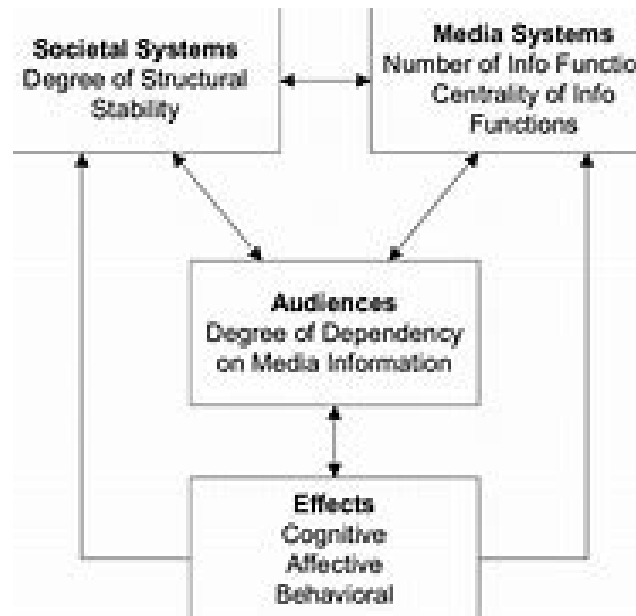 Societal Systems
Degree of Structural
Stability
Media Systems
Number of Info Functio
Centrality of Info
Functions
Audiences
Degree of Dependency
on Media Information
Effects
Cognitive
Affective
Behavioral